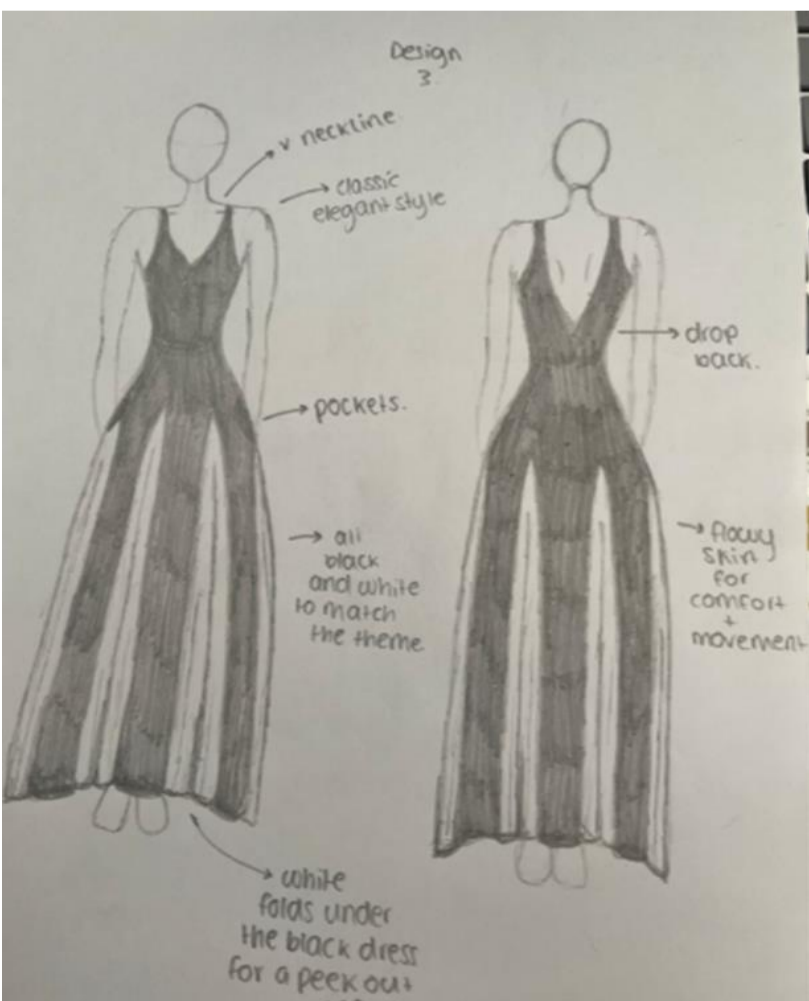 Design
3
v neckline
classic
elegant style
pockets.
drop
back.
all
black
and white
to match
the theme
flowy
skirt
for
comfort
+
movement
white
folds under
the black dress
for a peek out